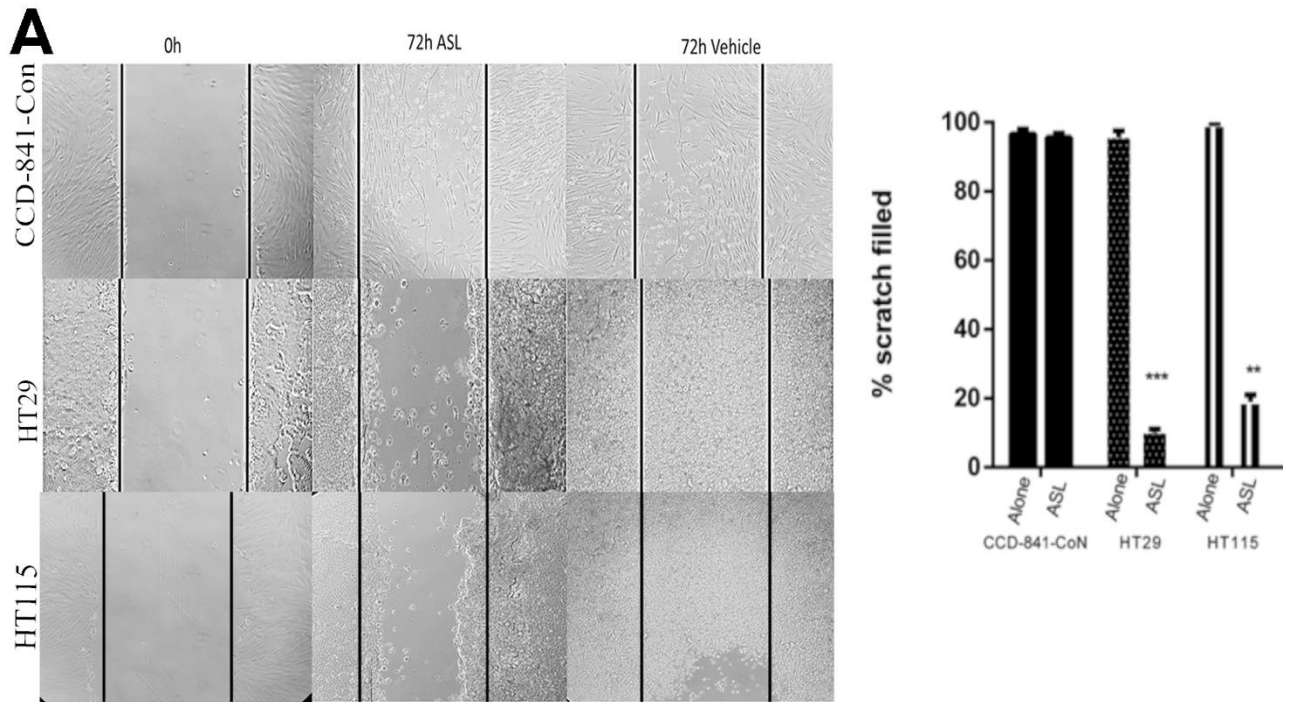 A
0h
72h ASL
72h Vehicle
CCD-841-Con
HT29
HT115
% scratch filled
100
80
60
40
20
0
***
**
Alone
ASL
Alone
ASL
Alone
ASL
CCD-841-CoN
HT29
HT115